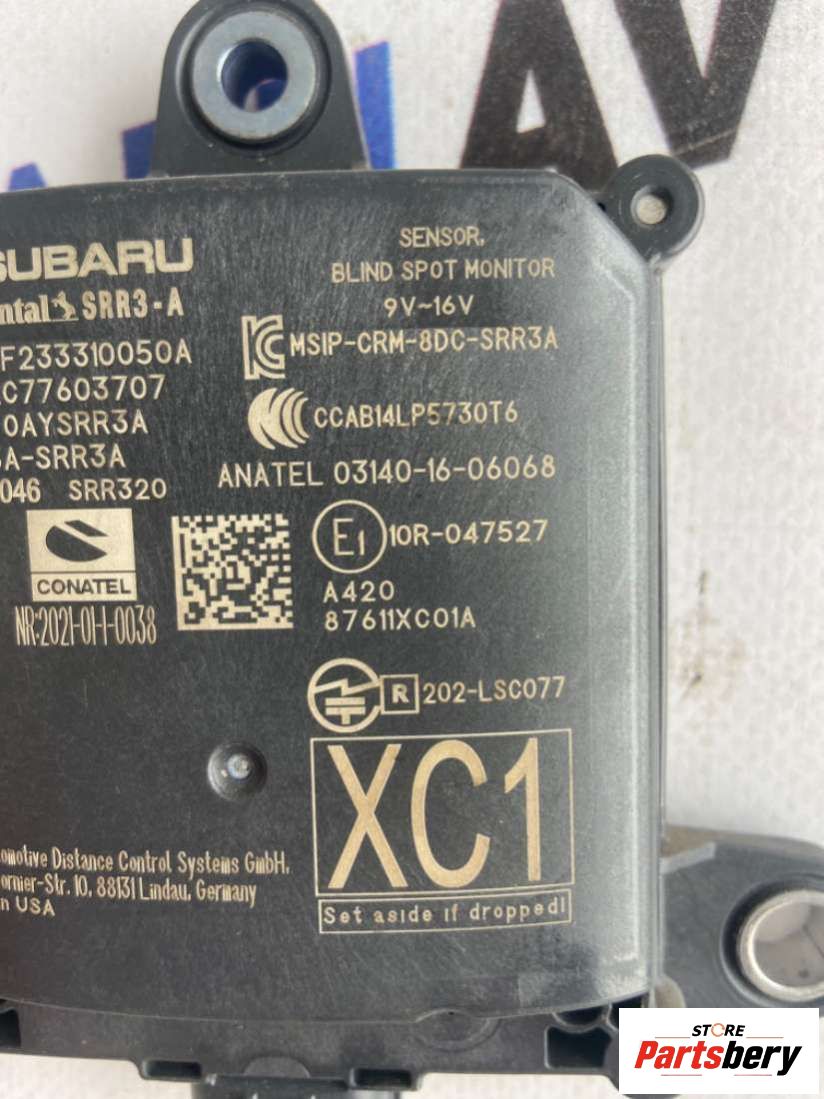 AV
SUBARU
SENSOR,
BLIND SPOT MONITOR
9V~16V
ntal SRR3-A
F233310050A
MSIP-CRM-8DC-SRR3A
C77603707
0AYSRR3A
CCAB14LP5730T6
A-SRR3A
ANATEL 03140-16-06068
046 SRR320
CONATEL
NR:2021-01-I-0038
E1 10R-047527
A420
87611XC01A
R 202-LSC077
XC1
Set aside if dropped!
omotive Distance Control Systems GmbH,
ornier-Str. 10, 88131 Lindau, Germany
n USA
STORE
Partsbery